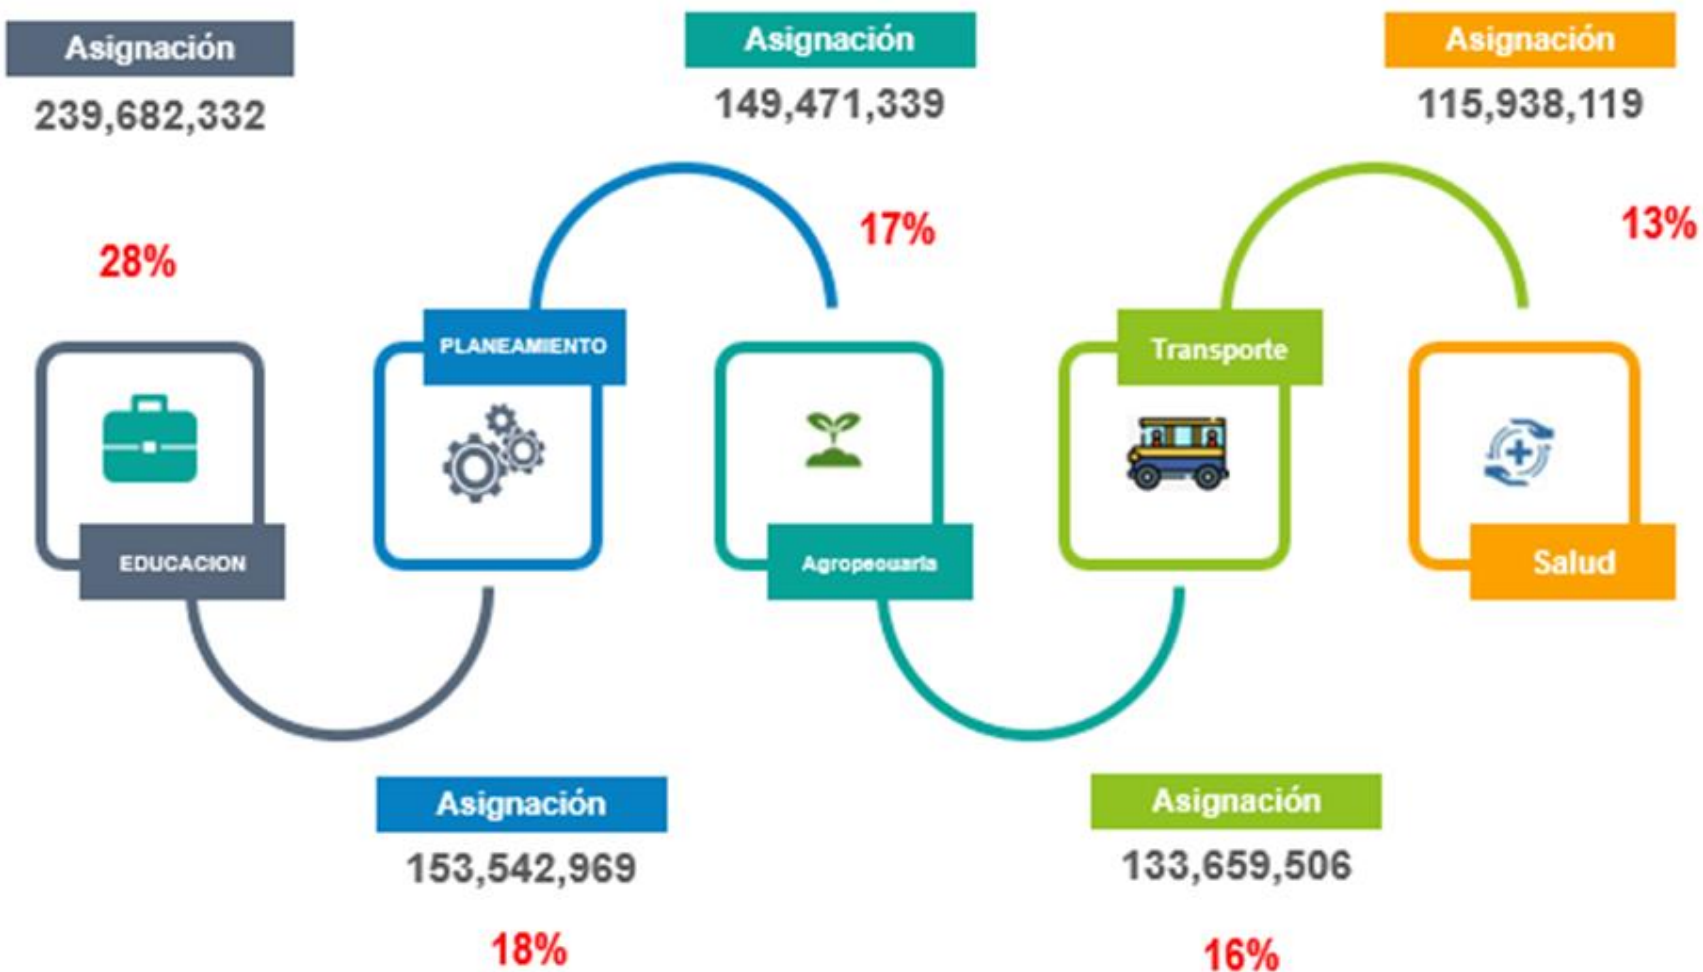 Asignación
239,682,332
28%
EDUCACION
PLANEAMIENTO
Asignación
153,542,969
18%
Asignación
149,471,339
17%
Agropecuaria
Transporte
Asignación
133,659,506
16%
Asignación
115,938,119
13%
Salud